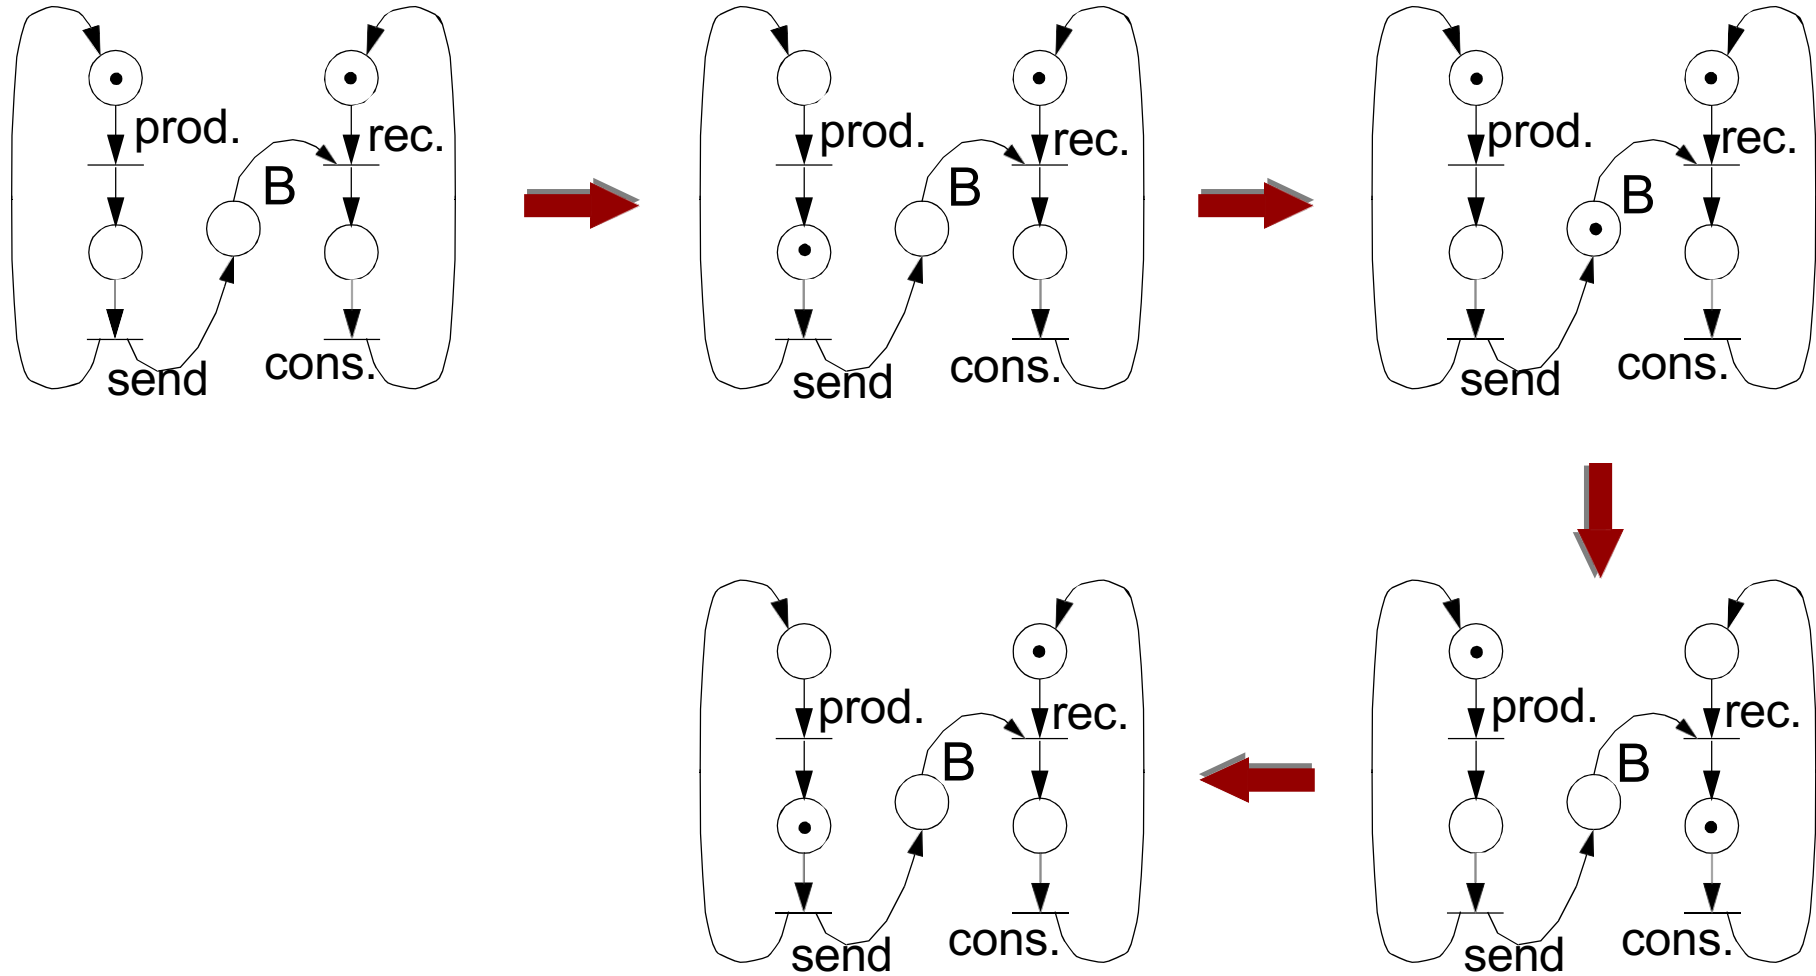 prod.
rec.
B
send
cons.
prod.
rec.
B
send
cons.
prod.
rec.
B
send
cons.
prod.
rec.
B
send
cons.
prod.
rec.
B
send
cons.